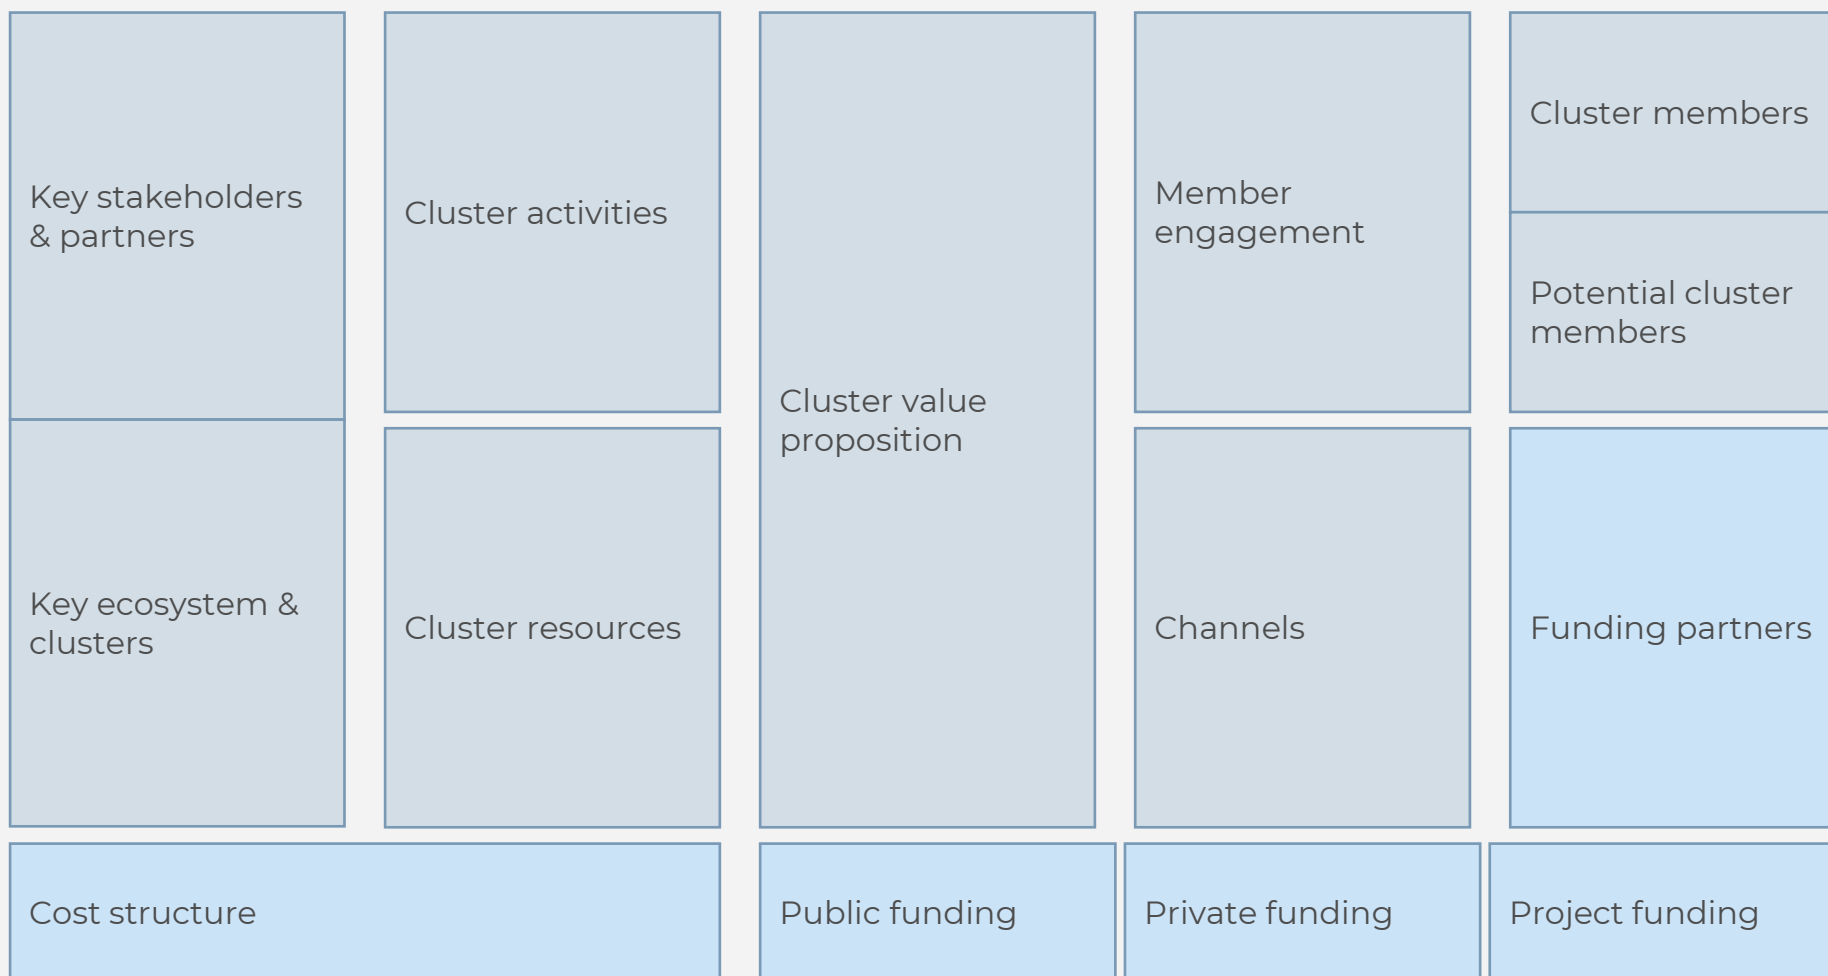 Key stakeholders
& partners
Key ecosystem &
clusters
Cluster activities
Cluster resources
Cluster value
proposition
Member
engagement
Channels
Cluster members
Potential cluster
members
Funding partners
Cost structure
Public funding
Private funding
Project funding